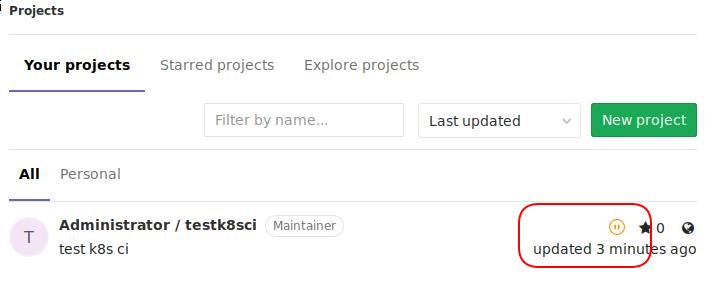 Projects
Your projects Starred projects Explore projects
Filter by name... Last updated New project
All Personal
T Administrator / testk8sci Maintainer 0
test k8s ci updated 3 minutes ago